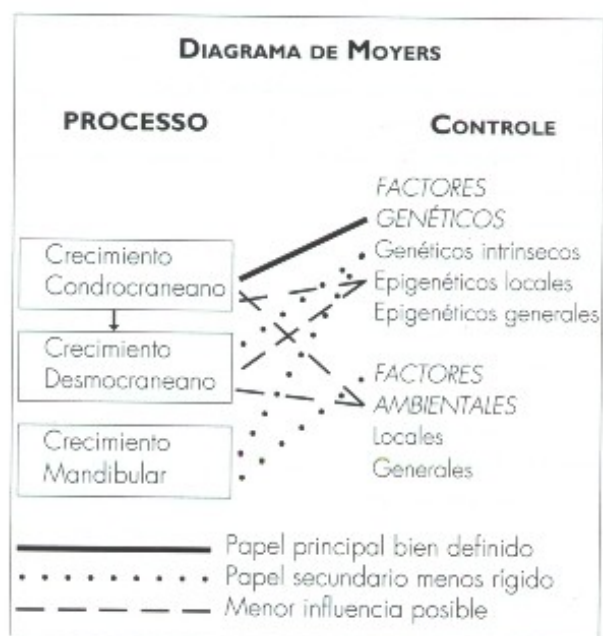 DIAGRAMA DE MOYERS
PROCESSO
CONTROLE
FACTORES
GENÉTICOS
Genéticos intrínsecos
Epigenéticos locales
Epigenéticos generales
Crecimiento
Condrocraneano
Crecimiento
Desmocraneano
Crecimiento
Mandibular
FACTORES
AMBIENTALES
Locales
Generales
Papel principal bien definido
Papel secundario menos rígido
Menor influencia posible